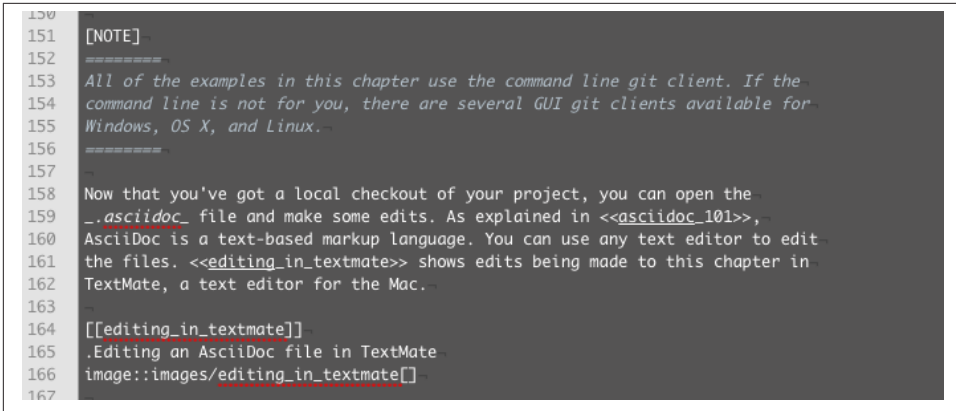 150
151 [NOTE]¬
152 ========¬
153 All of the examples in this chapter use the command line git client. If the¬
154 command line is not for you, there are several GUI git clients available for¬
155 Windows, OS X, and Linux.¬
156 ========¬
157 ¬
158 Now that you've got a local checkout of your project, you can open the¬
159 _.asciidoc_ file and make some edits. As explained in <<asciidoc_101>>,¬
160 AsciiDoc is a text-based markup language. You can use any text editor to edit¬
161 the files. <<editing_in_textmate>> shows edits being made to this chapter in¬
162 TextMate, a text editor for the Mac.¬
163 ¬
164 [[editing_in_textmate]]¬
165 .Editing an AsciiDoc file in TextMate¬
166 image::images/editing_in_textmate[]¬
167